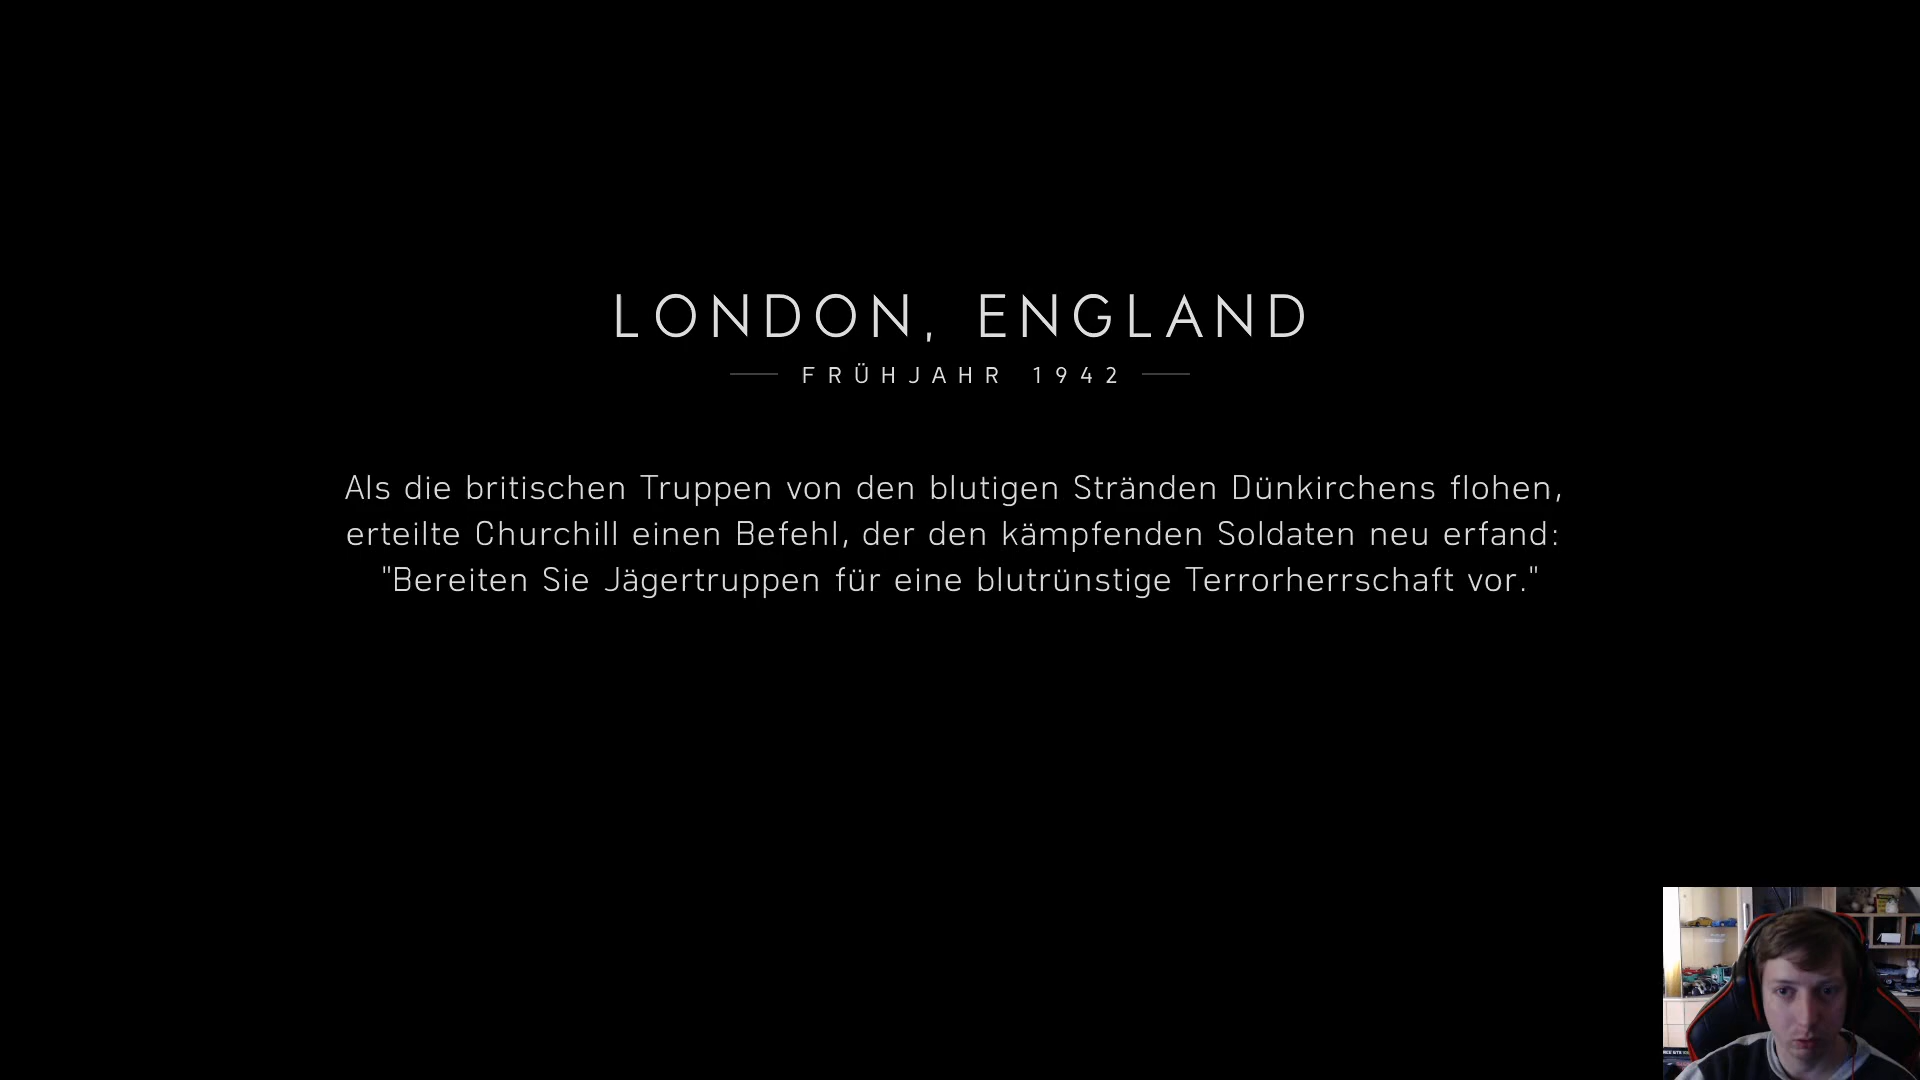 LONDON, ENGLAND
FRÜHJAHR 1942
Als die britischen Truppen von den blutigen Stränden Dünkirchens flohen,
erteilte Churchill einen Befehl, der den kämpfenden Soldaten neu erfand:
"Bereiten Sie Jägertruppen für eine blutrünstige Terrorherrschaft vor."